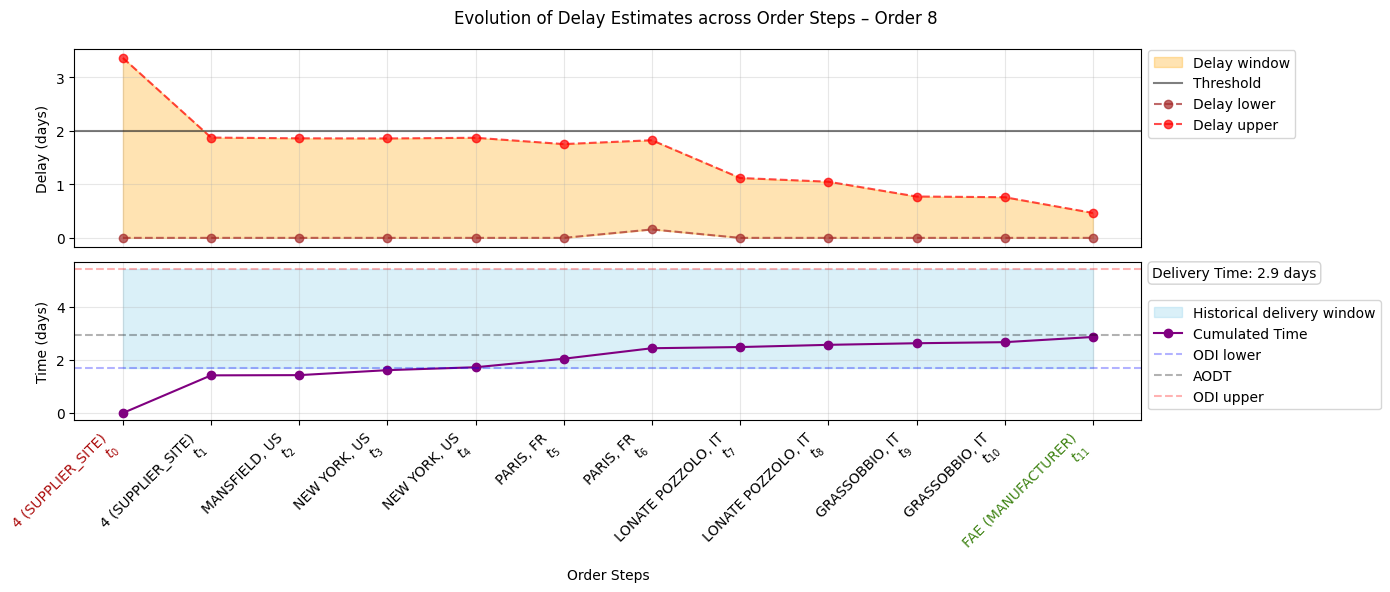 Evolution of Delay Estimates across Order Steps – Order 8
Delay (days)
3
2
1
0
Delay window
Threshold
Delay lower
Delay upper
Time (days)
4
2
0
Delivery Time: 2.9 days
Historical delivery window
Cumulated Time
ODI lower
AODT
ODI upper
4 (SUPPLIER_SITE)
t₀
4 (SUPPLIER_SITE)
t₁
MANSFIELD, US
t₂
NEW YORK, US
t₃
NEW YORK, US
t₄
PARIS, FR
t₅
PARIS, FR
t₆
LONATE POZZOLO, IT
t₇
LONATE POZZOLO, IT
t₈
GRASSOBBIO, IT
t₉
GRASSOBBIO, IT
t₁₀
FAE (MANUFACTURER)
t₁₁
Order Steps